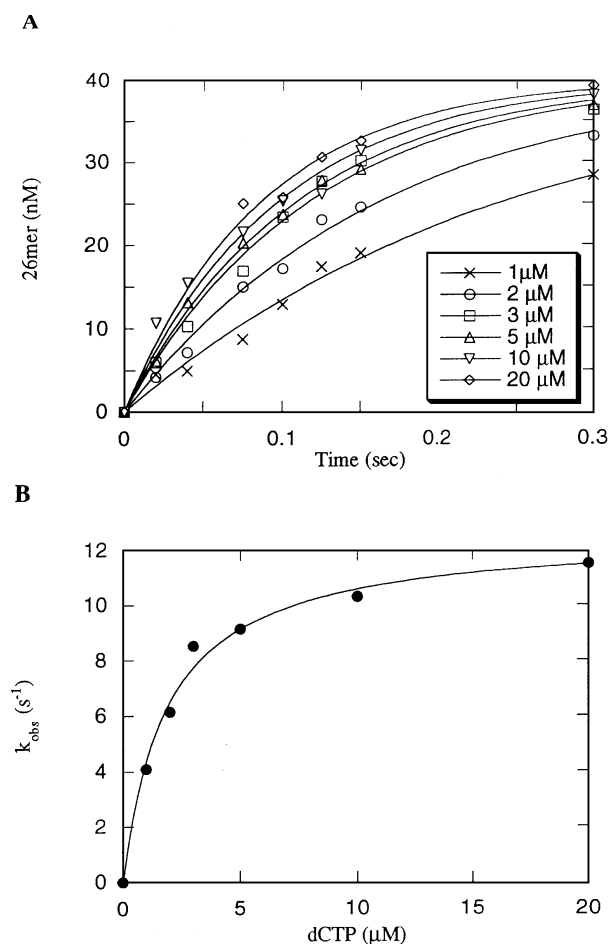 A
40
30
20
10
0
26mer (nM)
1µM
2 µM
3 µM
5 µM
10 µM
20 µM
0
0.1
0.2
0.3
Time (sec)
B
12
10
8
6
4
2
0
k_obs (s⁻¹)
0
5
10
15
20
dCTP (µM)